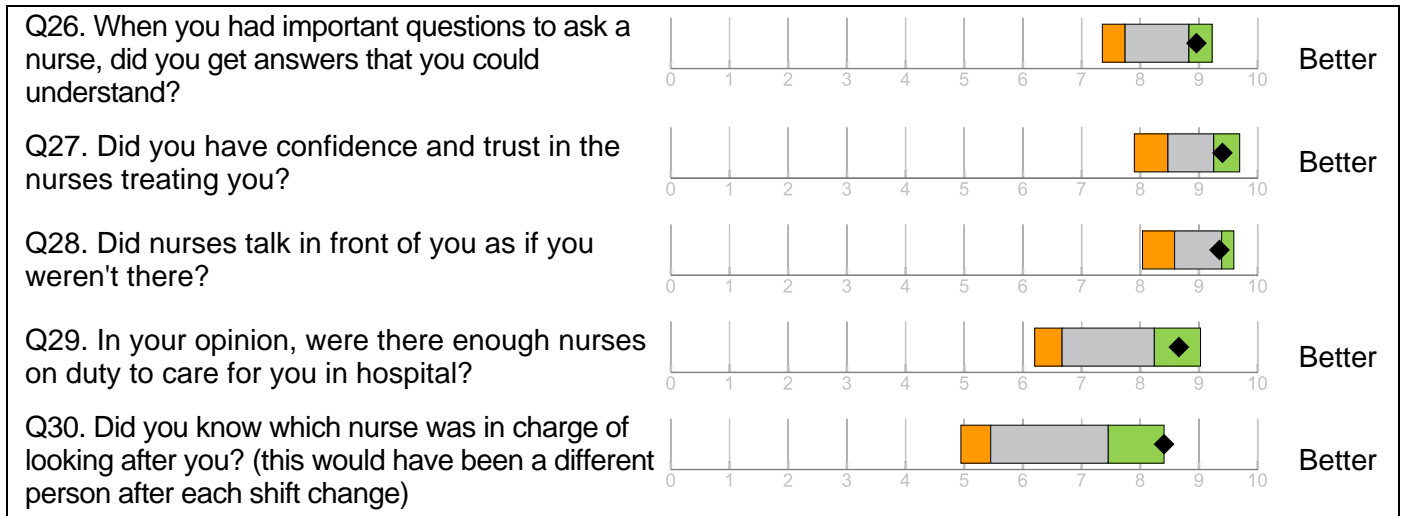 Q26. When you had important questions to ask a
nurse, did you get answers that you could
understand?
0 1 2 3 4 5 6 7 8 9 10
Better
Q27. Did you have confidence and trust in the
nurses treating you?
0 1 2 3 4 5 6 7 8 9 10
Better
Q28. Did nurses talk in front of you as if you
weren't there?
0 1 2 3 4 5 6 7 8 9 10
Better
Q29. In your opinion, were there enough nurses
on duty to care for you in hospital?
0 1 2 3 4 5 6 7 8 9 10
Better
Q30. Did you know which nurse was in charge of
looking after you? (this would have been a different
person after each shift change)
0 1 2 3 4 5 6 7 8 9 10
Better